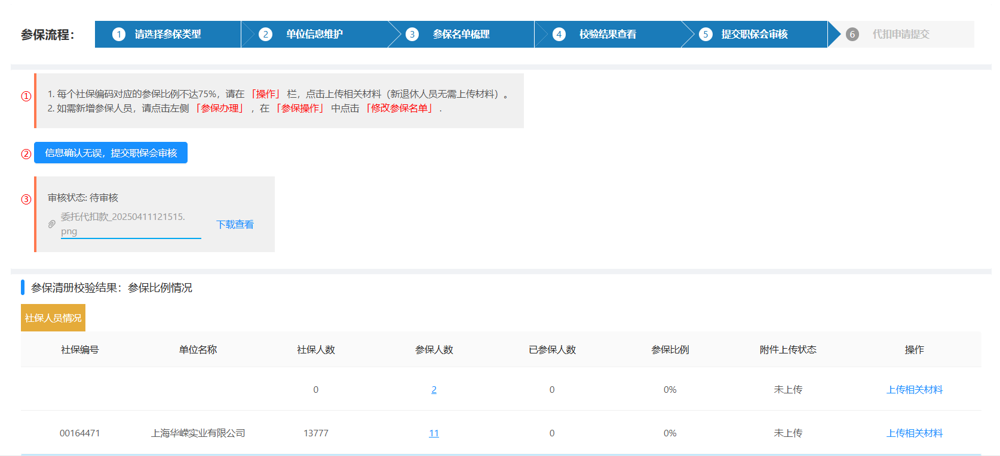 参保流程：
1 请选择参保类型
2 单位信息维护
3 参保名单梳理
4 校验结果查看
5 提交职保会审核
6 代扣申请提交
①
1. 每个社保编码对应的参保比例不达75%，请在 「操作」 栏，点击上传相关材料（新退休人员无需上传材料）。
2. 如需新增参保人员，请点击左侧 「参保办理」 ，在 「参保操作」 中点击 「修改参保名单」 .
②
信息确认无误，提交职保会审核
③
审核状态: 待审核
委托代扣款_20250411121515.
png
下载查看
参保清册校验结果：参保比例情况
社保人员情况
社保编号 单位名称 社保人数 参保人数 已参保人数 参保比例 附件上传状态 操作
0 2 0 0% 未上传 上传相关材料
00164471 上海华嵘实业有限公司 13777 11 0 0% 未上传 上传相关材料